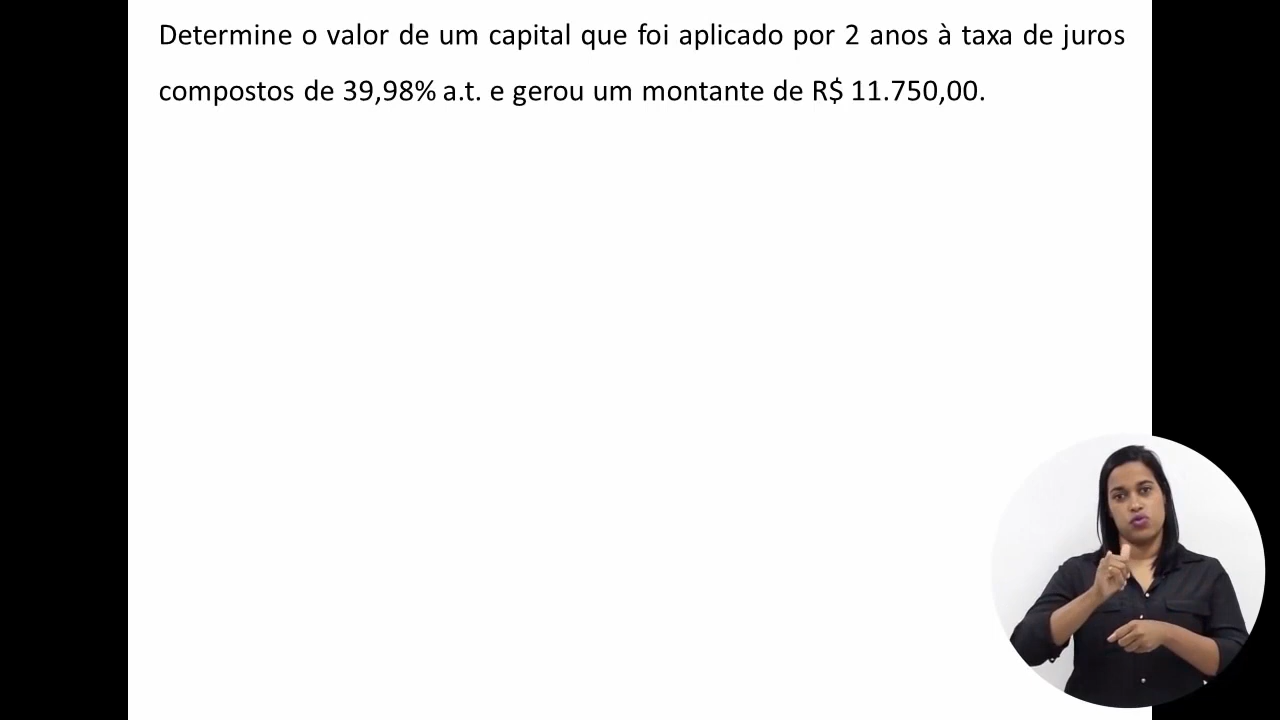 Determine o valor de um capital que foi aplicado por 2 anos à taxa de juros
compostos de 39,98% a.t. e gerou um montante de R$ 11.750,00.